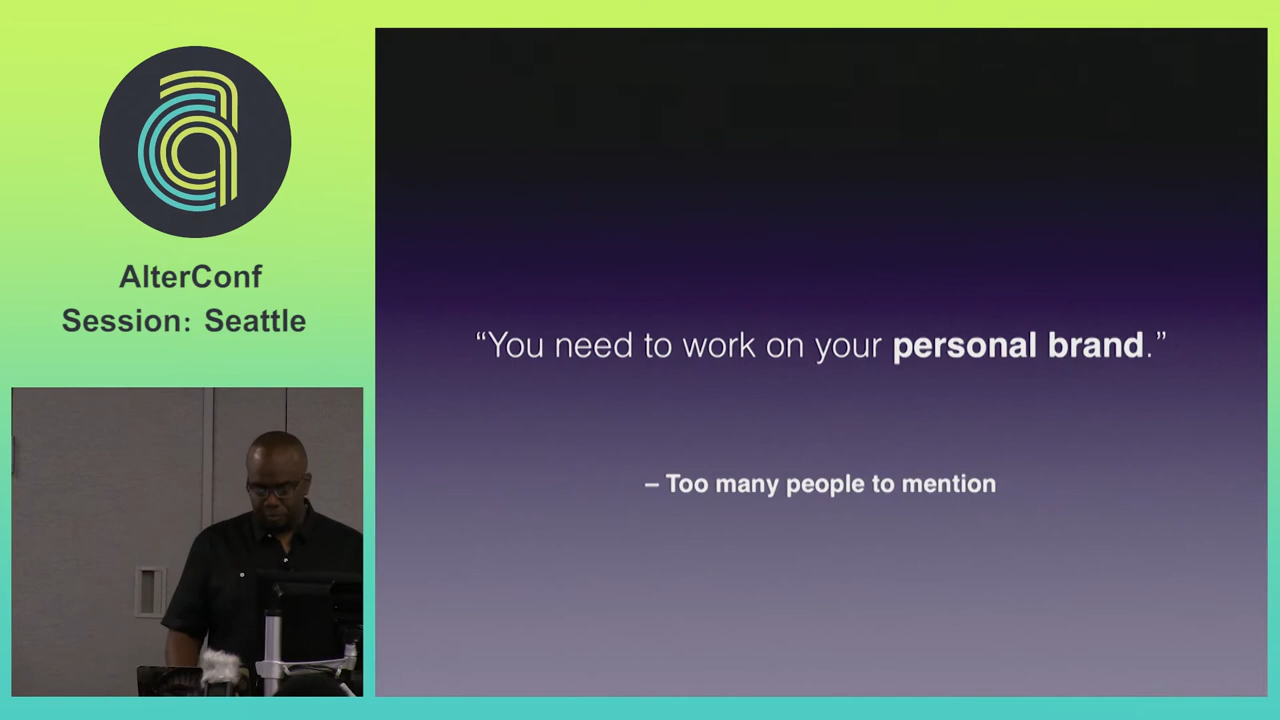 AlterConf
Session: Seattle
“You need to work on your personal brand.”
– Too many people to mention